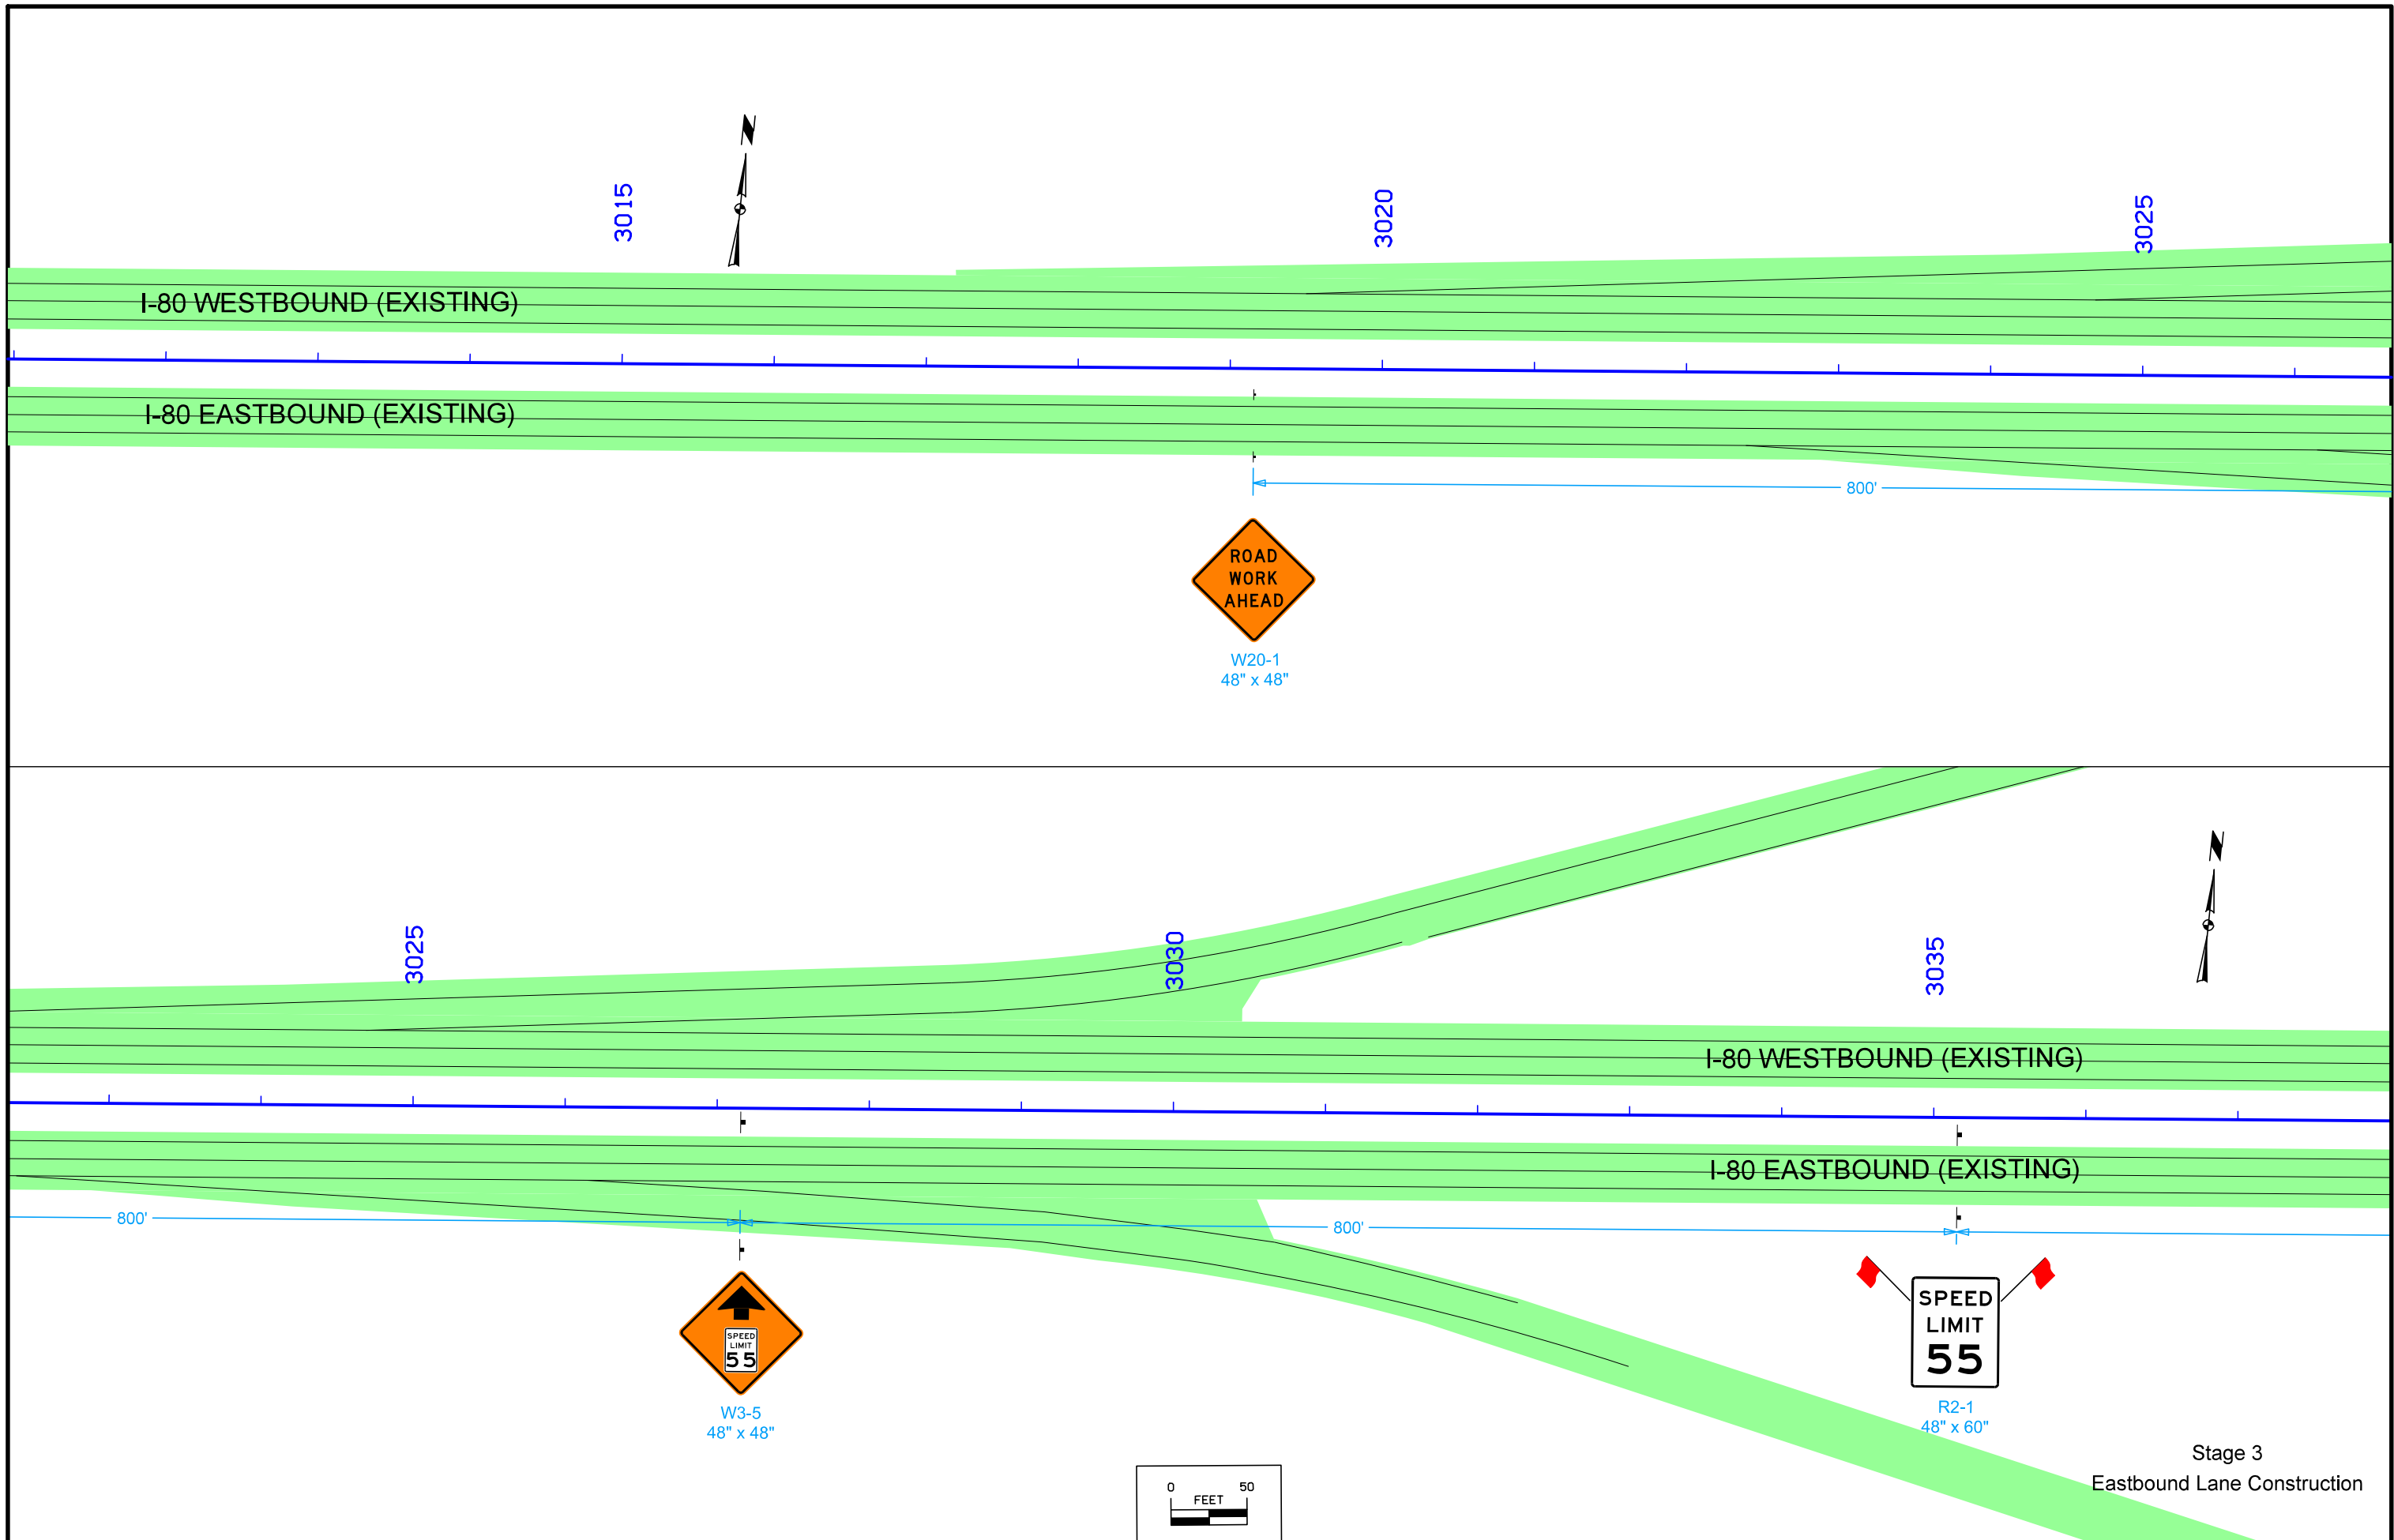 N
3015
3020
3025
I-80 WESTBOUND (EXISTING)
I-80 EASTBOUND (EXISTING)
800'
ROAD
WORK
AHEAD
W20-1
48" x 48"
N
3025
3030
3035
I-80 WESTBOUND (EXISTING)
I-80 EASTBOUND (EXISTING)
800'
800'
SPEED
LIMIT
55
W3-5
48" x 48"
SPEED
LIMIT
55
R2-1
48" x 60"
Stage 3
Eastbound Lane Construction
0 50
FEET